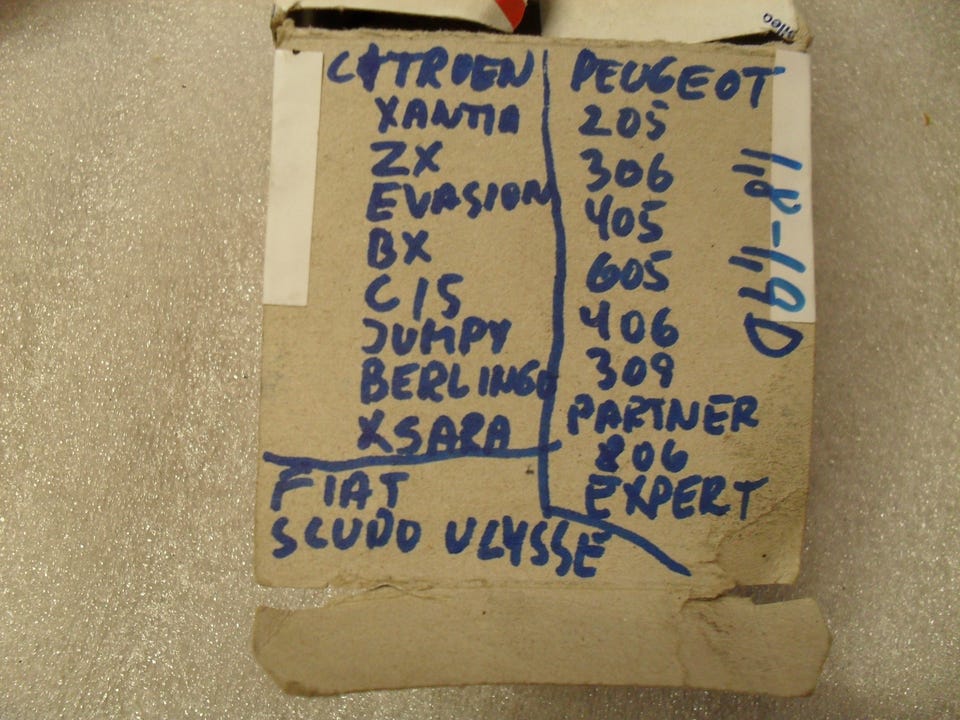 CITROEN
XANTIA
ZX
EVASION
BX
C15
JUMPY
BERLINGO
XSARA
PEUGEOT
205
306
405
605
406
309
PARTNER
806
EXPERT
FIAT
SCUDO ULYSSE
1.8-1.9D